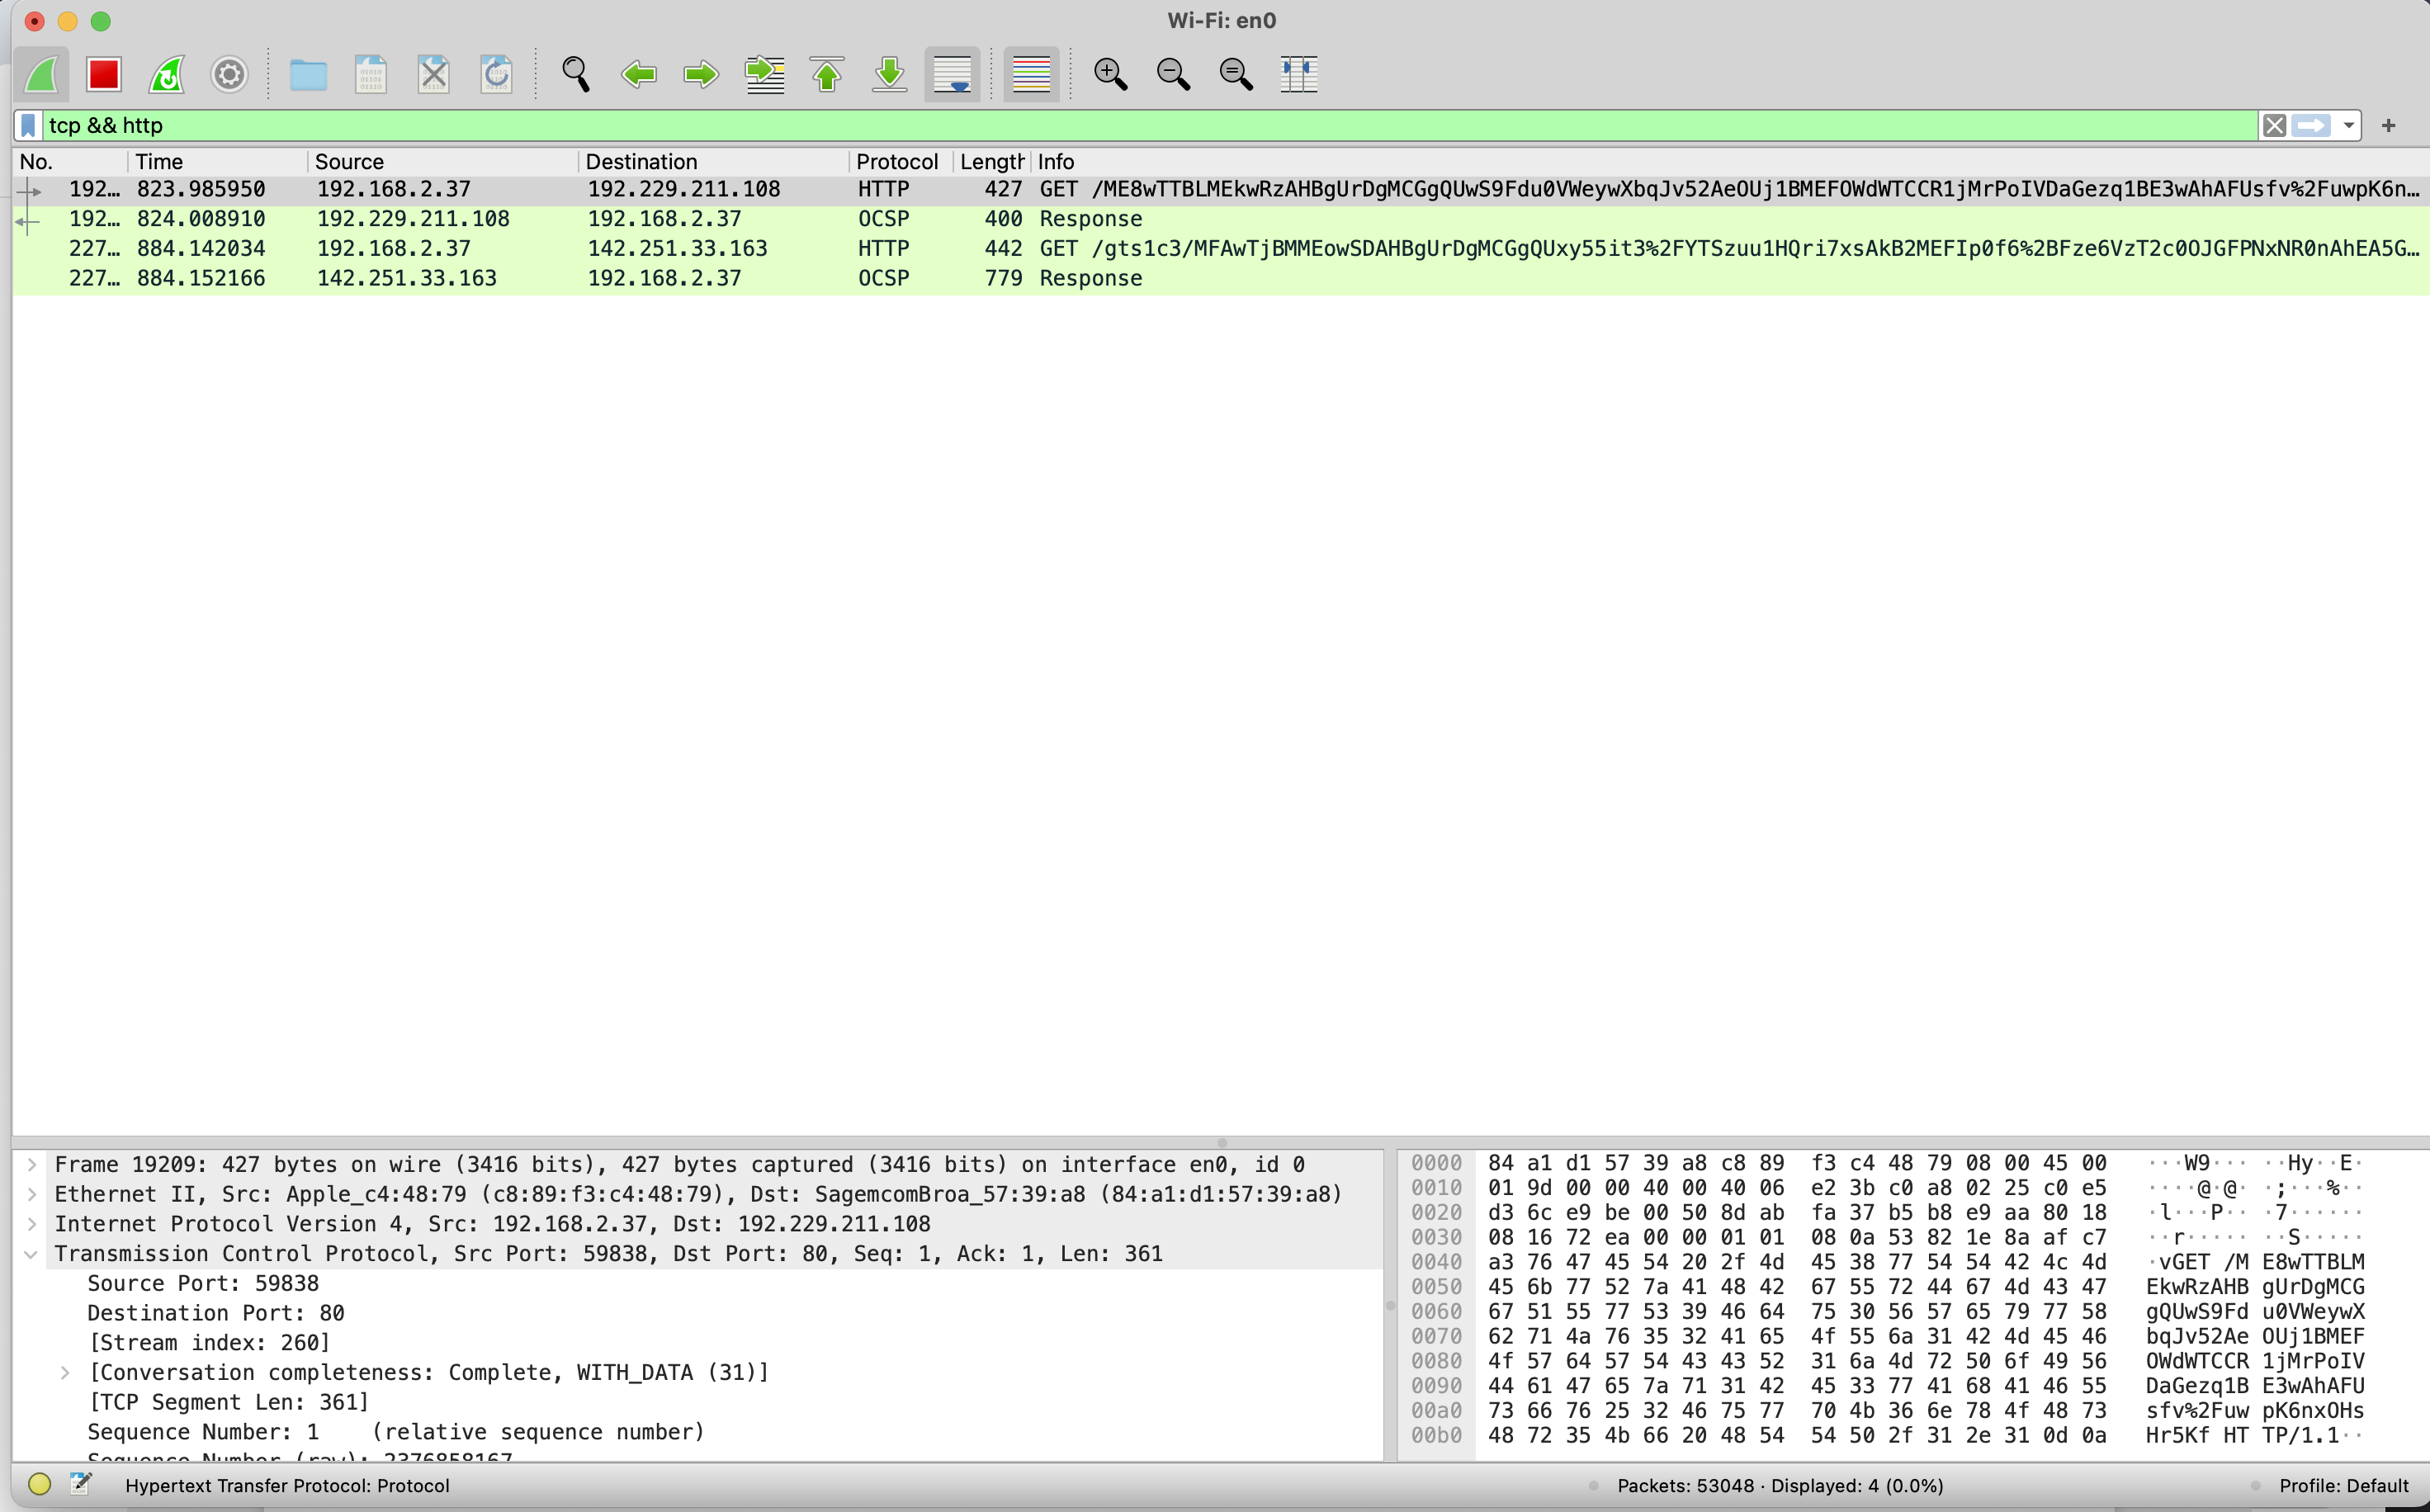 Wi-Fi: en0
tcp && http
No. Time Source Destination Protocol Length Info
192… 823.985950 192.168.2.37 192.229.211.108 HTTP 427 GET /ME8wTTBLMEkwRzAHBgUrDgMCGgQUwS9Fdu0VWeywXbqJv52AeOUj1BMEFOWdWTCCR1jMrPoIVDaGezq1BE3wAhAFUsfv%2FuwpK6n…
192… 824.008910 192.229.211.108 192.168.2.37 OCSP 400 Response
227… 884.142034 192.168.2.37 142.251.33.163 HTTP 442 GET /gts1c3/MFAwTjBMMEowSDAHBgUrDgMCGgQUxy55it3%2FYTSzuu1HQri7xsAkB2MEFIp0f6%2BFze6VzT2c0OJGFPNxNR0nAhEA5G…
227… 884.152166 142.251.33.163 192.168.2.37 OCSP 779 Response
Frame 19209: 427 bytes on wire (3416 bits), 427 bytes captured (3416 bits) on interface en0, id 0
Ethernet II, Src: Apple_c4:48:79 (c8:89:f3:c4:48:79), Dst: SagemcomBroa_57:39:a8 (84:a1:d1:57:39:a8)
Internet Protocol Version 4, Src: 192.168.2.37, Dst: 192.229.211.108
Transmission Control Protocol, Src Port: 59838, Dst Port: 80, Seq: 1, Ack: 1, Len: 361
Source Port: 59838
Destination Port: 80
[Stream index: 260]
[Conversation completeness: Complete, WITH_DATA (31)]
[TCP Segment Len: 361]
Sequence Number: 1 (relative sequence number)
Sequence Number (raw): 2376858167
0000 84 a1 d1 57 39 a8 c8 89 f3 c4 48 79 08 00 45 00 ···W9··· ··Hy··E·
0010 01 9d 00 00 40 00 40 06 e2 3b c0 a8 02 25 c0 e5 ····@·@· ·;···%··
0020 d3 6c e9 be 00 50 8d ab fa 37 b5 b8 e9 aa 80 18 ·l···P·· ·7······
0030 08 16 72 ea 00 00 01 01 08 0a 53 82 1e 8a af c7 ··r····· ··S·····
0040 a3 76 47 45 54 20 2f 4d 45 38 77 54 54 42 4c 4d ·vGET /M E8wTTBLM
0050 45 6b 77 52 7a 41 48 42 67 55 72 44 67 4d 43 47 EkwRzAHB gUrDgMCG
0060 67 51 55 77 53 39 46 64 75 30 56 57 65 79 77 58 gQUwS9Fd u0VWeywX
0070 62 71 4a 76 35 32 41 65 4f 55 6a 31 42 4d 45 46 bqJv52Ae OUj1BMEF
0080 4f 57 64 57 54 43 43 52 31 6a 4d 72 50 6f 49 56 OWdWTCCR 1jMrPoIV
0090 44 61 47 65 7a 71 31 42 45 33 77 41 68 41 46 55 DaGezq1B E3wAhAFU
00a0 73 66 76 25 32 46 75 77 70 4b 36 6e 78 4f 48 73 sfv%2Fuw pK6nxOHs
00b0 48 72 35 4b 66 20 48 54 54 50 2f 31 2e 31 0d 0a Hr5Kf HT TP/1.1··
Hypertext Transfer Protocol: Protocol
Packets: 53048 · Displayed: 4 (0.0%)
Profile: Default